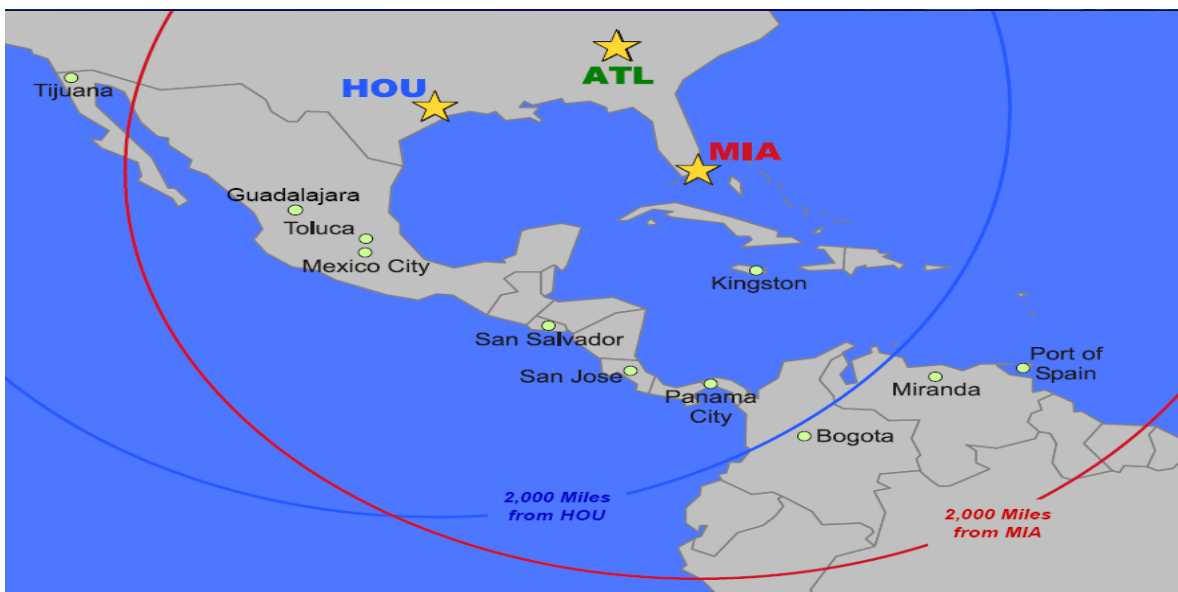 ATL
HOU
Tijuana
MIA
Guadalajara
Toluca
Mexico City
Kingston
San Salvador
San Jose
Panama
City
Miranda
Port of
Spain
Bogota
2,000 Miles
from HOU
2,000 Miles
from MIA